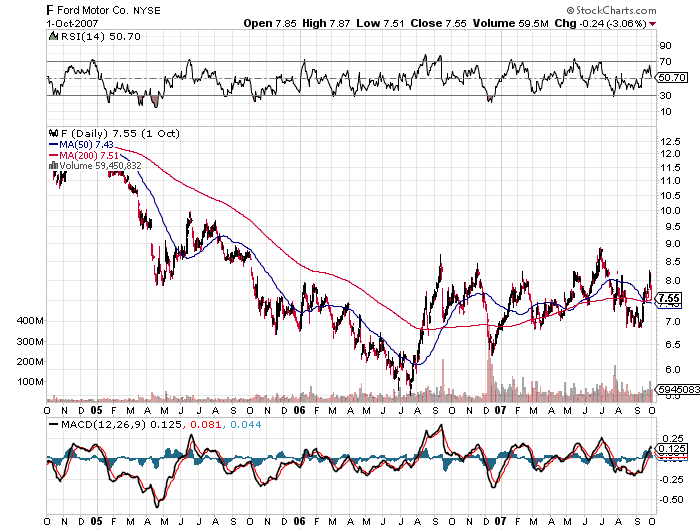 F Ford Motor Co. NYSE
© StockCharts.com
1-Oct-2007
Open 7.85 High 7.87 Low 7.51 Close 7.55 Volume 59.5M Chg -0.24 (-3.06%)
RSI(14) 50.70
90
70
50.70
30
10
F (Daily) 7.55 (1 Oct)
MA(50) 7.43
MA(200) 7.51
Volume 59,450,832
12.5
12.0
11.5
11.0
10.5
10.0
9.5
9.0
8.5
8.0
7.55
7.0
6.5
6.0
5.5
400M
300M
200M
100M
5945083
O N D 05 F M A M J J A S O N D 06 F M A M J J A S O N D 07 F M A M J J A S O
MACD(12,26,9) 0.125, 0.081, 0.044
0.25
0.125
-0.25
-0.50
O N D 05 F M A M J J A S O N D 06 F M A M J J A S O N D 07 F M A M J J A S O